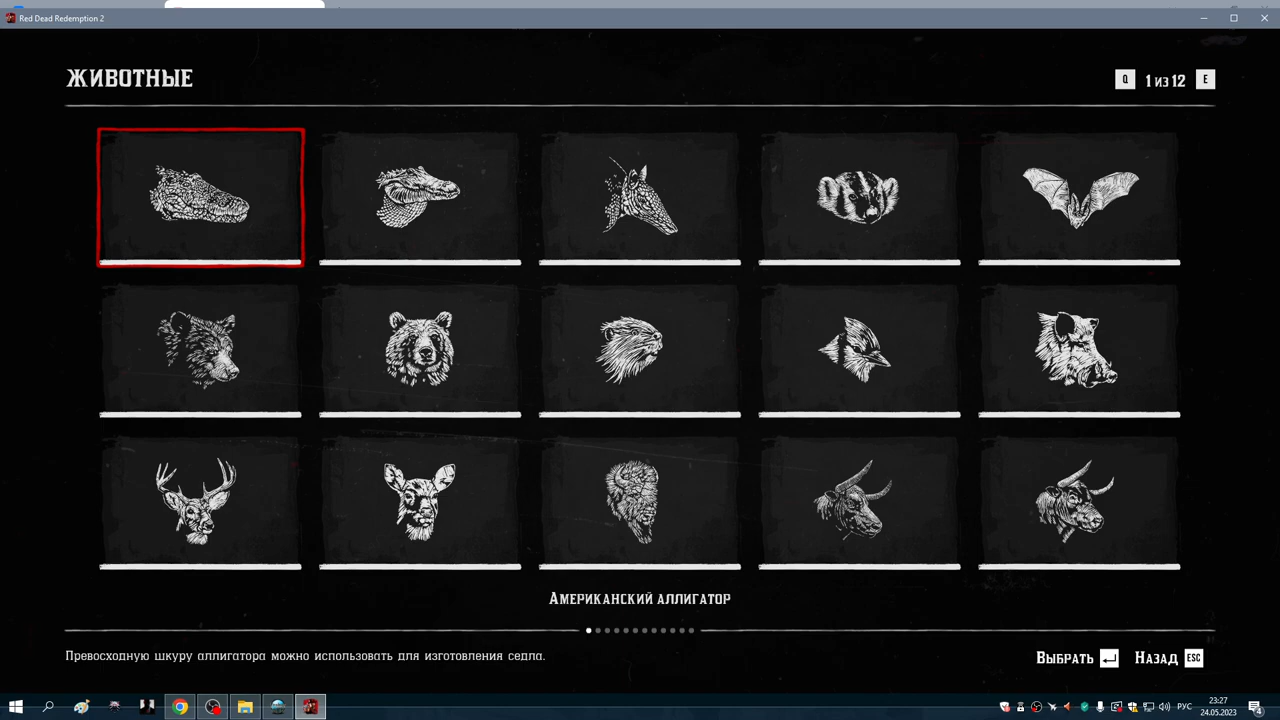 Red Dead Redemption 2
ЖИВОТНЫЕ
Q 1 из 12 E
Американский аллигатор
Превосходную шкуру аллигатора можно использовать для изготовления седла.
Выбрать Назад ESC
РУС
23:27
24.05.2023
4